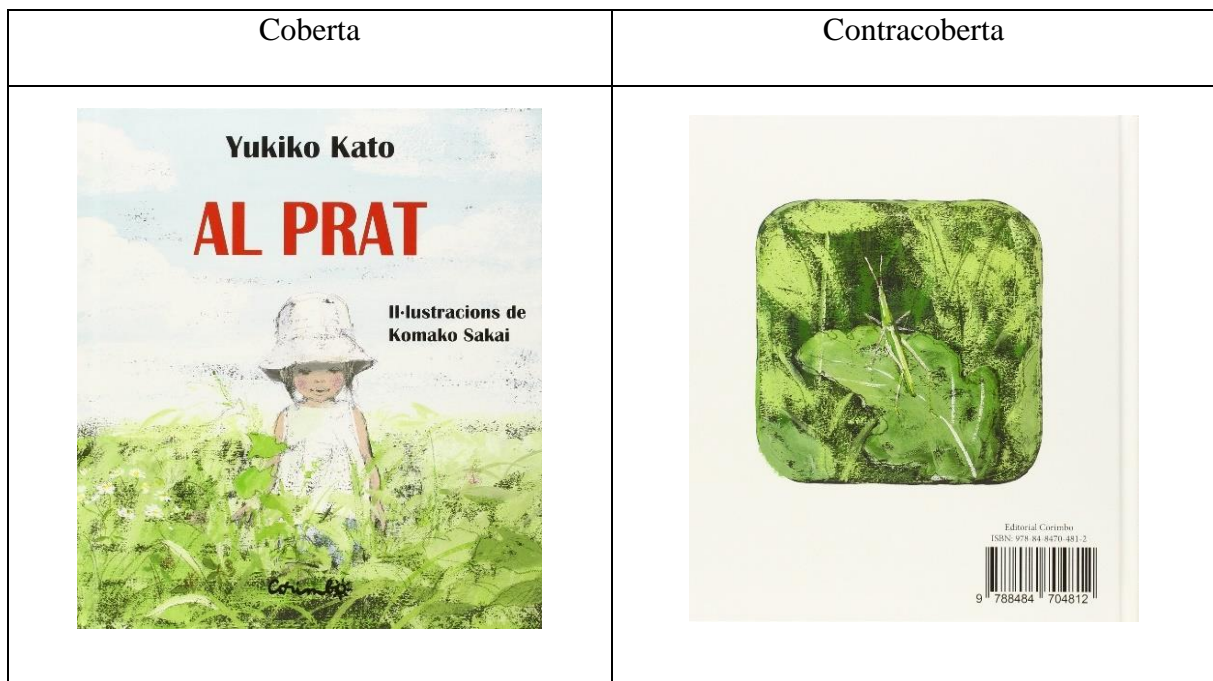 Coberta
Contracoberta
Yukiko Kato
AL PRAT
Il·lustracions de
Komako Sakai
Corimbo
Editorial Corimbo
ISBN: 978-84-8470-481-2
9 788484 704812